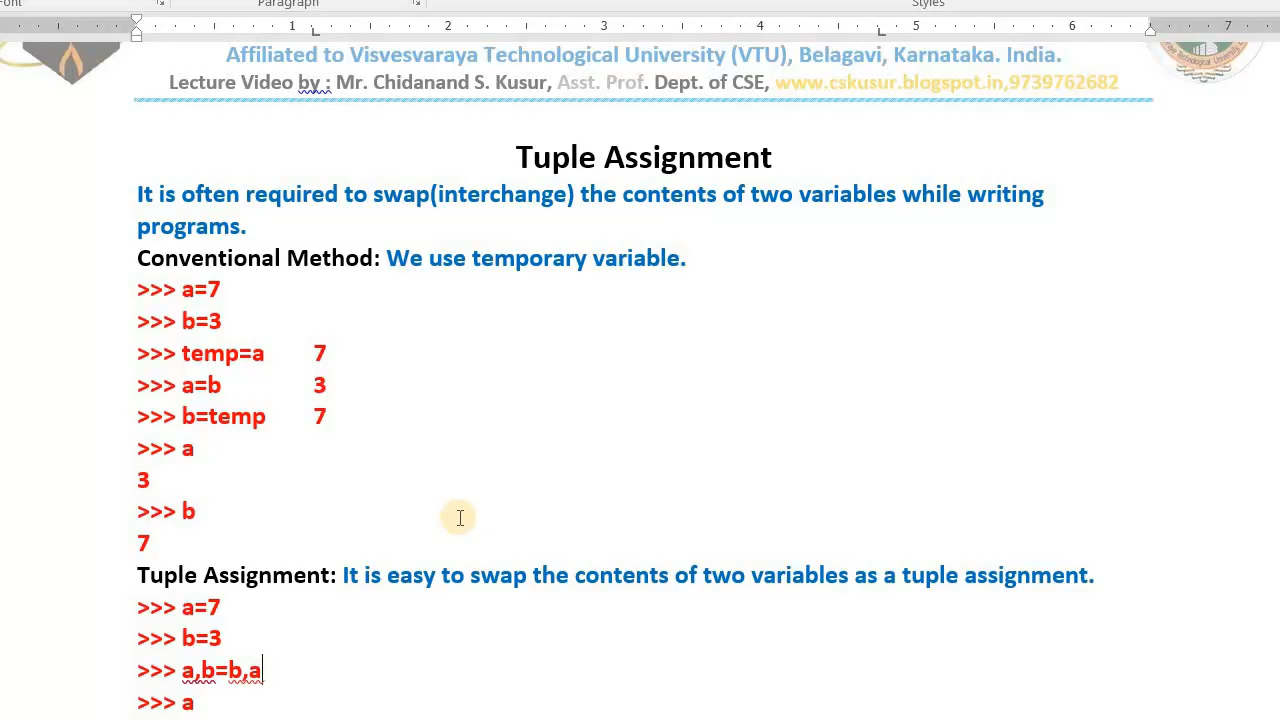 Font Paragraph Styles
1 2 3 4 5 6 7
Affiliated to Visvesvaraya Technological University (VTU), Belagavi, Karnataka. India.
Lecture Video by : Mr. Chidanand S. Kusur, Asst. Prof. Dept. of CSE, www.cskusur.blogspot.in,9739762682
Tuple Assignment
It is often required to swap(interchange) the contents of two variables while writing
programs.
Conventional Method: We use temporary variable.
>>> a=7
>>> b=3
>>> temp=a 7
>>> a=b 3
>>> b=temp 7
>>> a
3
>>> b
7
Tuple Assignment: It is easy to swap the contents of two variables as a tuple assignment.
>>> a=7
>>> b=3
>>> a,b=b,a
>>> a